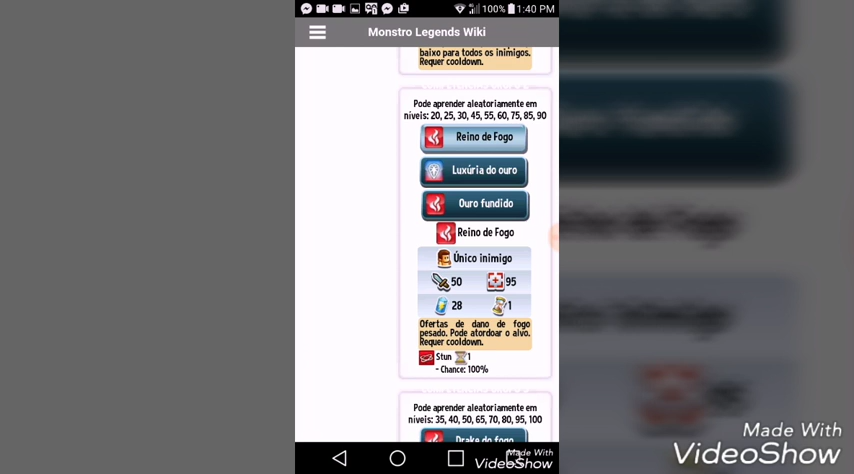 100% 1:40 PM
Monstro Legends Wiki
baixo para todos os inimigos.
Requer cooldown.
Pode aprender aleatoriamente em
níveis: 20, 25, 30, 45, 55, 60, 75, 85, 90
Reino de Fogo
Luxúria do ouro
Ouro fundido
Reino de Fogo
Único inimigo
50 95
28 1
Ofertas de dano de fogo
pesado. Pode atordoar o alvo.
Requer cooldown.
Stun 1
- Chance: 100%
Pode aprender aleatoriamente em
níveis: 35, 40, 50, 65, 70, 80, 95, 100
Drake do fogo
Made With
VideoShow
Made With
VideoShow